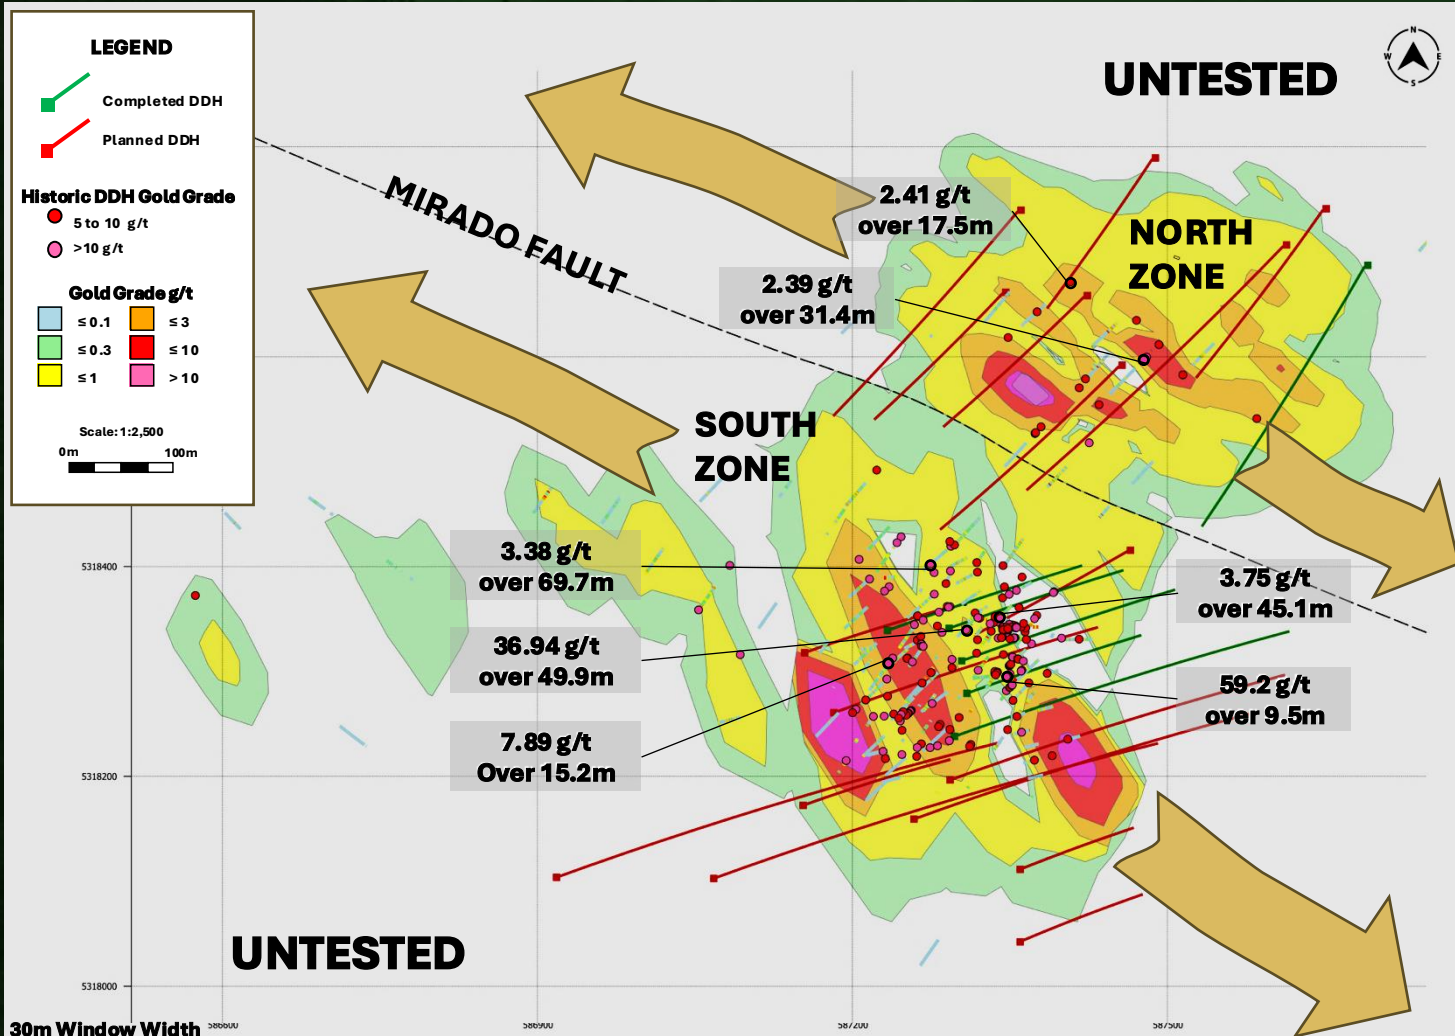 LEGEND
Completed DDH
Planned DDH
Historic DDH Gold Grade
5 to 10 g/t
>10 g/t
Gold Grade g/t
≤ 0.1
≤ 3
≤ 0.3
≤ 10
≤ 1
> 10
Scale: 1:2,500
0m
100m
UNTESTED
N
W
E
S
MIRADO FAULT
2.41 g/t
over 17.5m
NORTH
ZONE
2.39 g/t
over 31.4m
SOUTH
ZONE
3.38 g/t
over 69.7m
3.75 g/t
over 45.1m
36.94 g/t
over 49.9m
59.2 g/t
over 9.5m
7.89 g/t
Over 15.2m
5318400
5318200
5318000
UNTESTED
30m Window Width
586600
586900
587200
587500